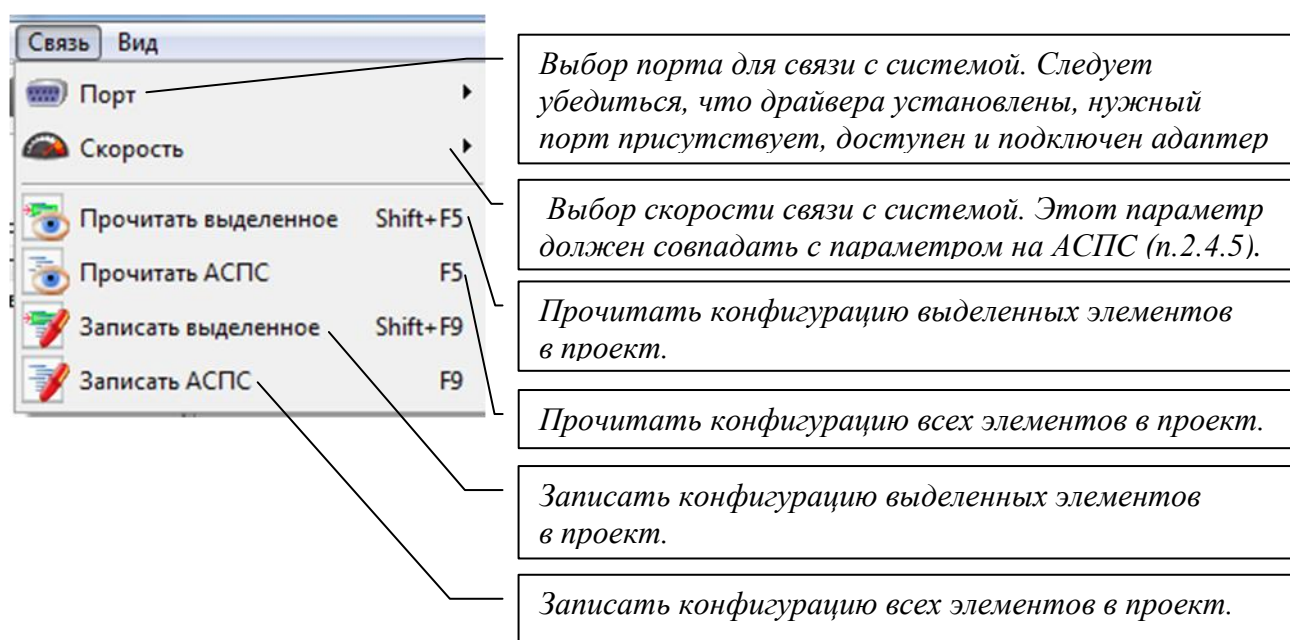 Связь Вид
Порт
Скорость
Прочитать выделенное Shift+F5
Прочитать АСПС F5
Записать выделенное Shift+F9
Записать АСПС F9
Выбор порта для связи с системой. Следует
убедиться, что драйвера установлены, нужный
порт присутствует, доступен и подключен адаптер
Выбор скорости связи с системой. Этот параметр
должен совпадать с параметром на АСПС (п.2.4.5).
Прочитать конфигурацию выделенных элементов
в проект.
Прочитать конфигурацию всех элементов в проект.
Записать конфигурацию выделенных элементов
в проект.
Записать конфигурацию всех элементов в проект.